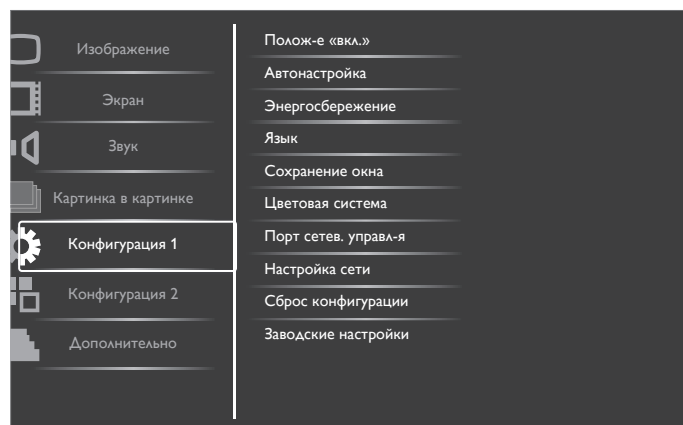 Изображение
Экран
Звук
Картинка в картинке
Конфигурация 1
Конфигурация 2
Дополнительно
Полож-е «вкл.»
Автонастройка
Энергосбережение
Язык
Сохранение окна
Цветовая система
Порт сетев. управл-я
Настройка сети
Сброс конфигурации
Заводские настройки